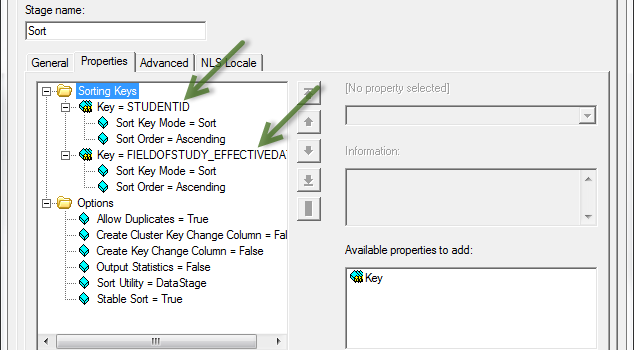 Stage name:
Sort
General Properties Advanced NLS Locale
Sorting Keys
Key = STUDENTID
Sort Key Mode = Sort
Sort Order = Ascending
Key = FIELDOFSTUDY_EFFECTIVEDA
Sort Key Mode = Sort
Sort Order = Ascending
Options
Allow Duplicates = True
Create Cluster Key Change Column = Fal
Create Key Change Column = False
Output Statistics = False
Sort Utility = DataStage
Stable Sort = True
[No property selected]
Information:
Available properties to add:
Key